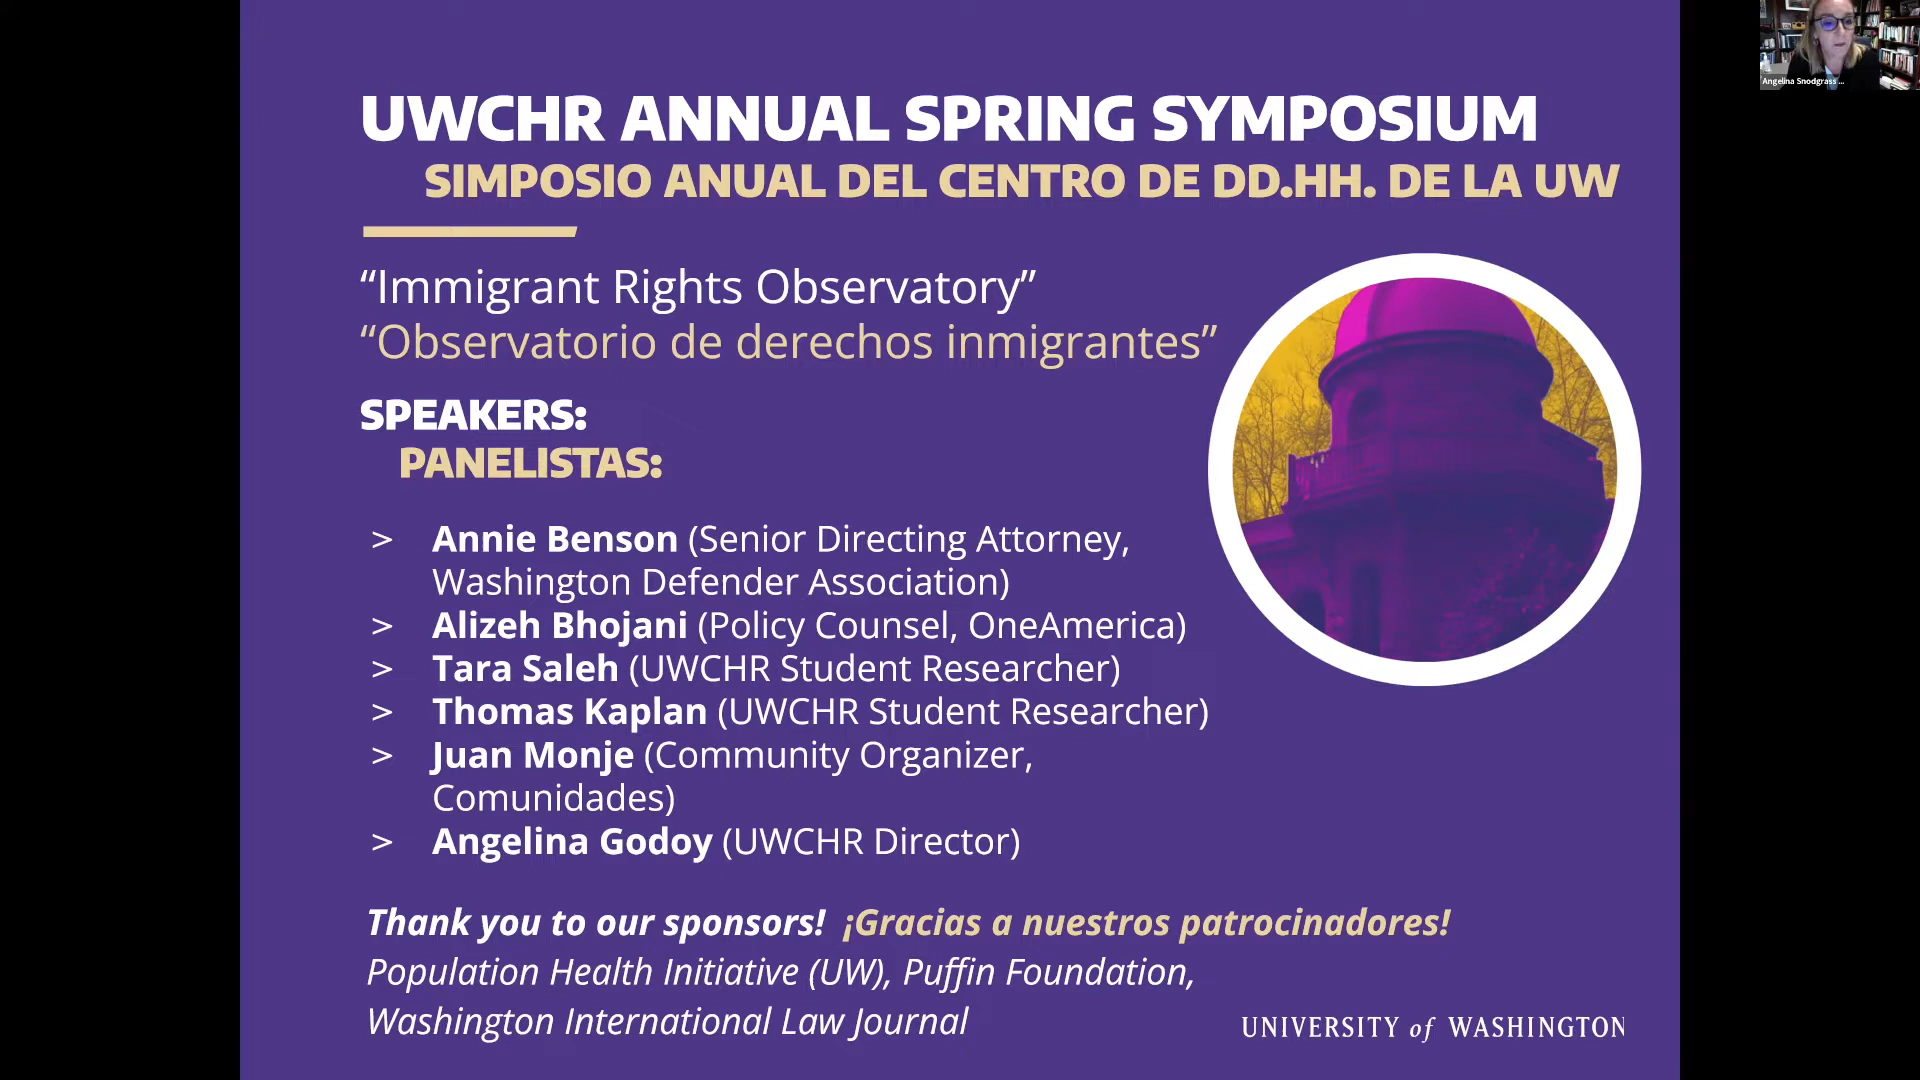 UWCHR ANNUAL SPRING SYMPOSIUM
SIMPOSIO ANUAL DEL CENTRO DE DD.HH. DE LA UW
“Immigrant Rights Observatory”
“Observatorio de derechos inmigrantes”
SPEAKERS:
PANELISTAS:
> Annie Benson (Senior Directing Attorney,
Washington Defender Association)
> Alizeh Bhojani (Policy Counsel, OneAmerica)
> Tara Saleh (UWCHR Student Researcher)
> Thomas Kaplan (UWCHR Student Researcher)
> Juan Monje (Community Organizer,
Comunidades)
> Angelina Godoy (UWCHR Director)
Thank you to our sponsors! ¡Gracias a nuestros patrocinadores!
Population Health Initiative (UW), Puffin Foundation,
Washington International Law Journal
UNIVERSITY of WASHINGTON
Angelina Snodgrass ...